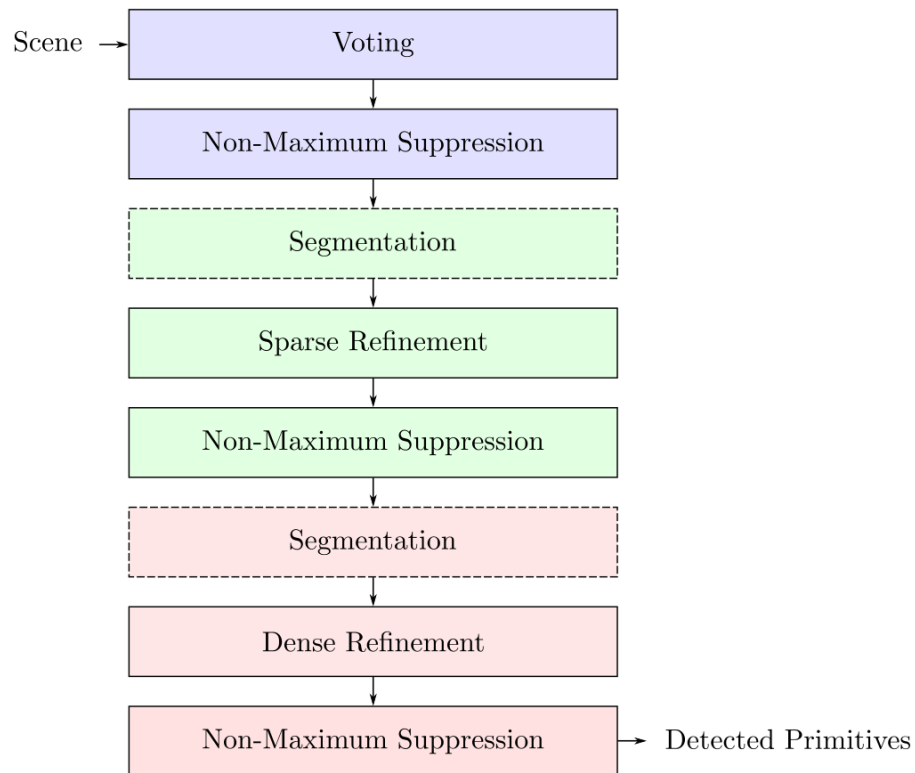 Scene
Voting
Non-Maximum Suppression
Segmentation
Sparse Refinement
Non-Maximum Suppression
Segmentation
Dense Refinement
Non-Maximum Suppression
Detected Primitives